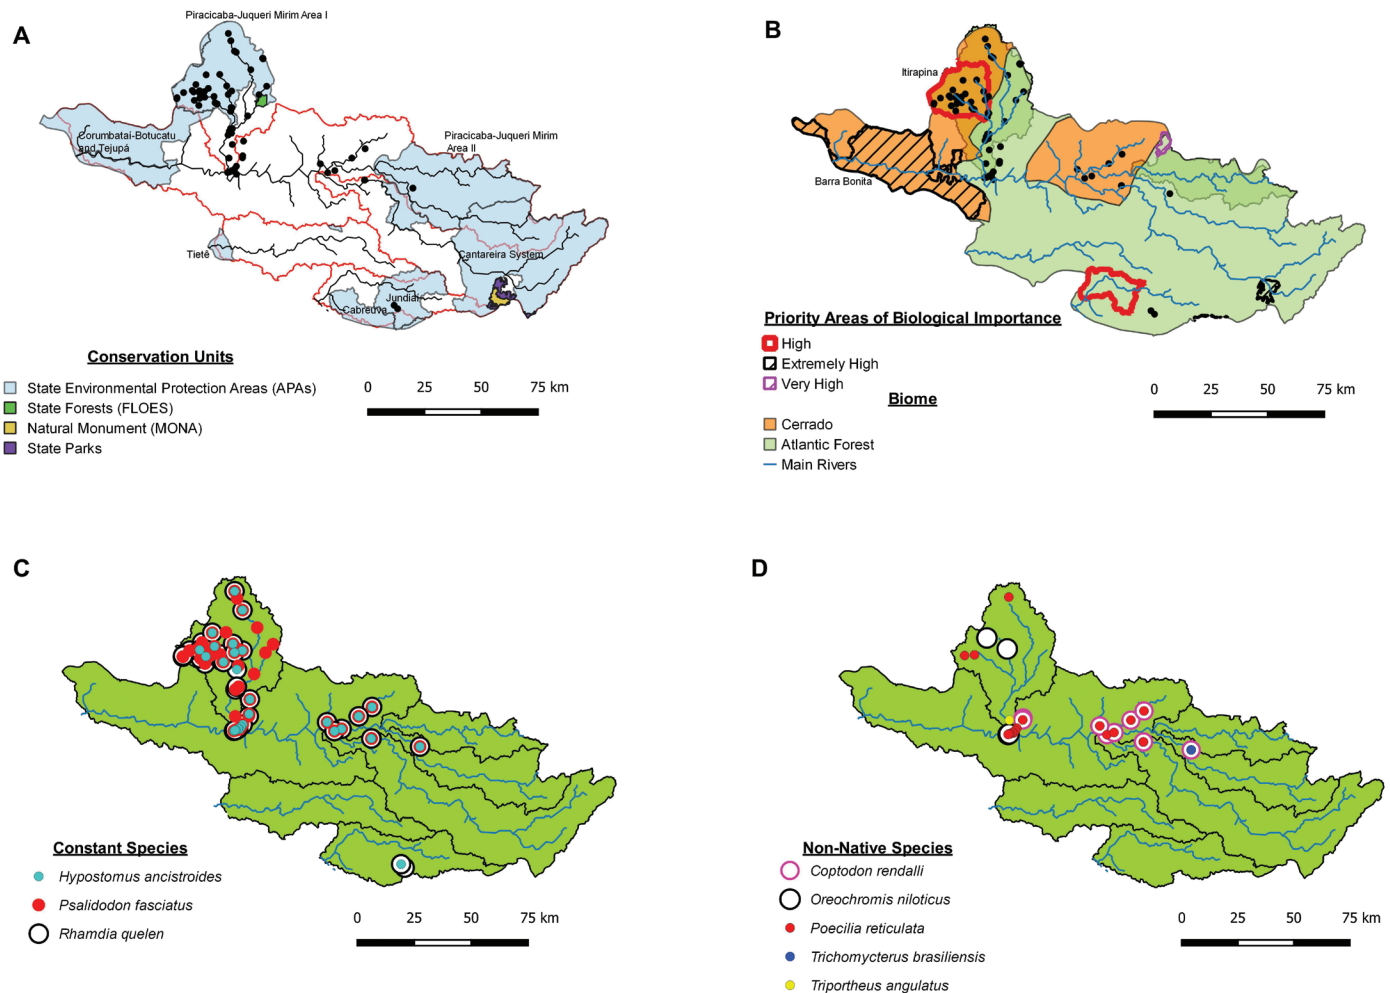 A
Piracicaba-Juqueri Mirim Area I
Corumbataí-Botucatu
and Tejupá
Piracicaba-Juqueri Mirim
Area II
Tietê
Cantareira System
Jundiaí
Cabreúva
Conservation Units
State Environmental Protection Areas (APAs)
State Forests (FLOES)
Natural Monument (MONA)
State Parks
0 25 50 75 km
B
Itirapina
Barra Bonita
Priority Areas of Biological Importance
High
Extremely High
Very High
Biome
Cerrado
Atlantic Forest
Main Rivers
0 25 50 75 km
C
Constant Species
Hypostomus ancistroides
Psalidodon fasciatus
Rhamdia quelen
0 25 50 75 km
D
Non-Native Species
Coptodon rendalli
Oreochromis niloticus
Poecilia reticulata
Trichomycterus brasiliensis
Triportheus angulatus
0 25 50 75 km